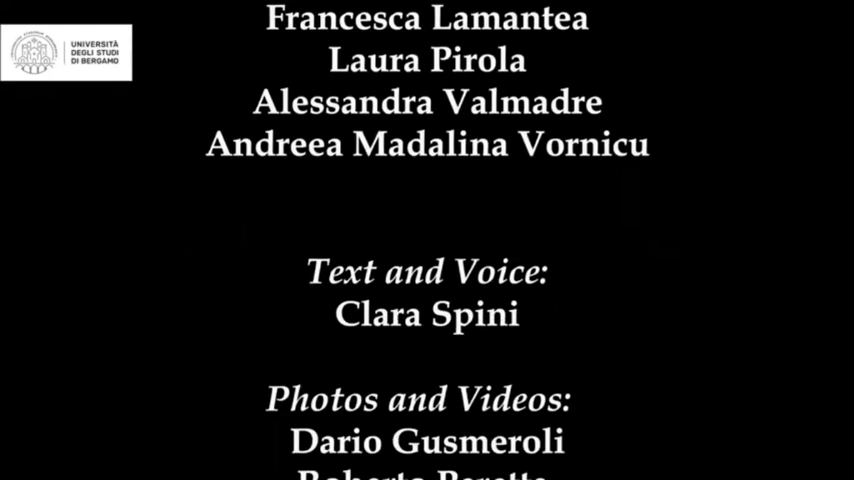 Francesca Lamantea
UNIVERSITÀ
DEGLI STUDI
DI BERGAMO
Laura Pirola
Alessandra Valmadre
Andreea Madalina Vornicu
Text and Voice:
Clara Spini
Photos and Videos:
Dario Gusmeroli